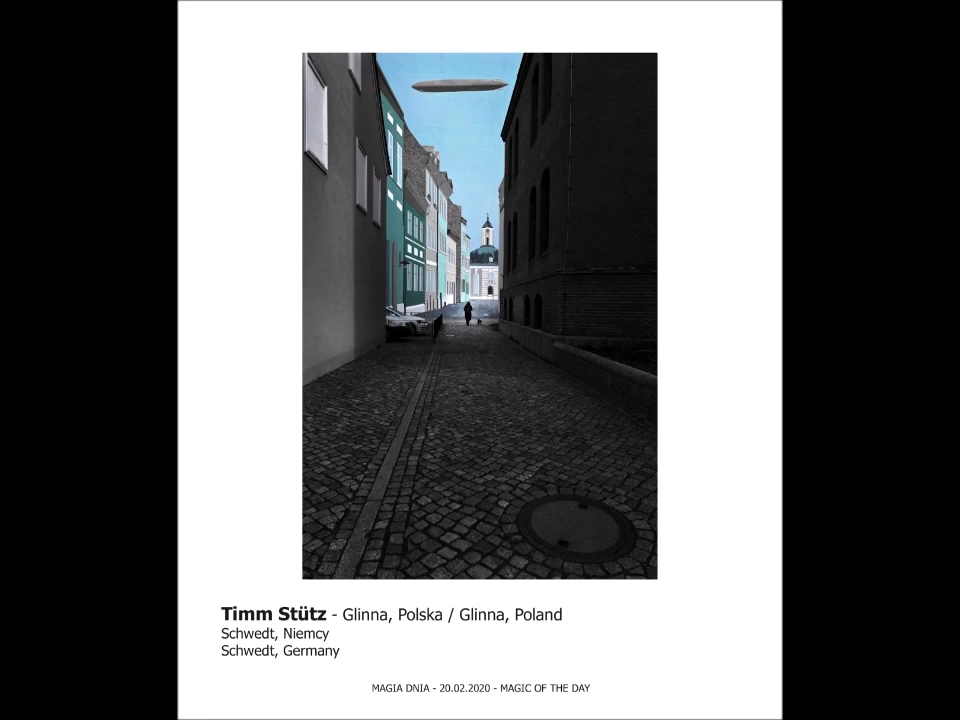 Timm Stütz - Glinna, Polska / Glinna, Poland
Schwedt, Niemcy
Schwedt, Germany
MAGIA DNIA - 20.02.2020 - MAGIC OF THE DAY